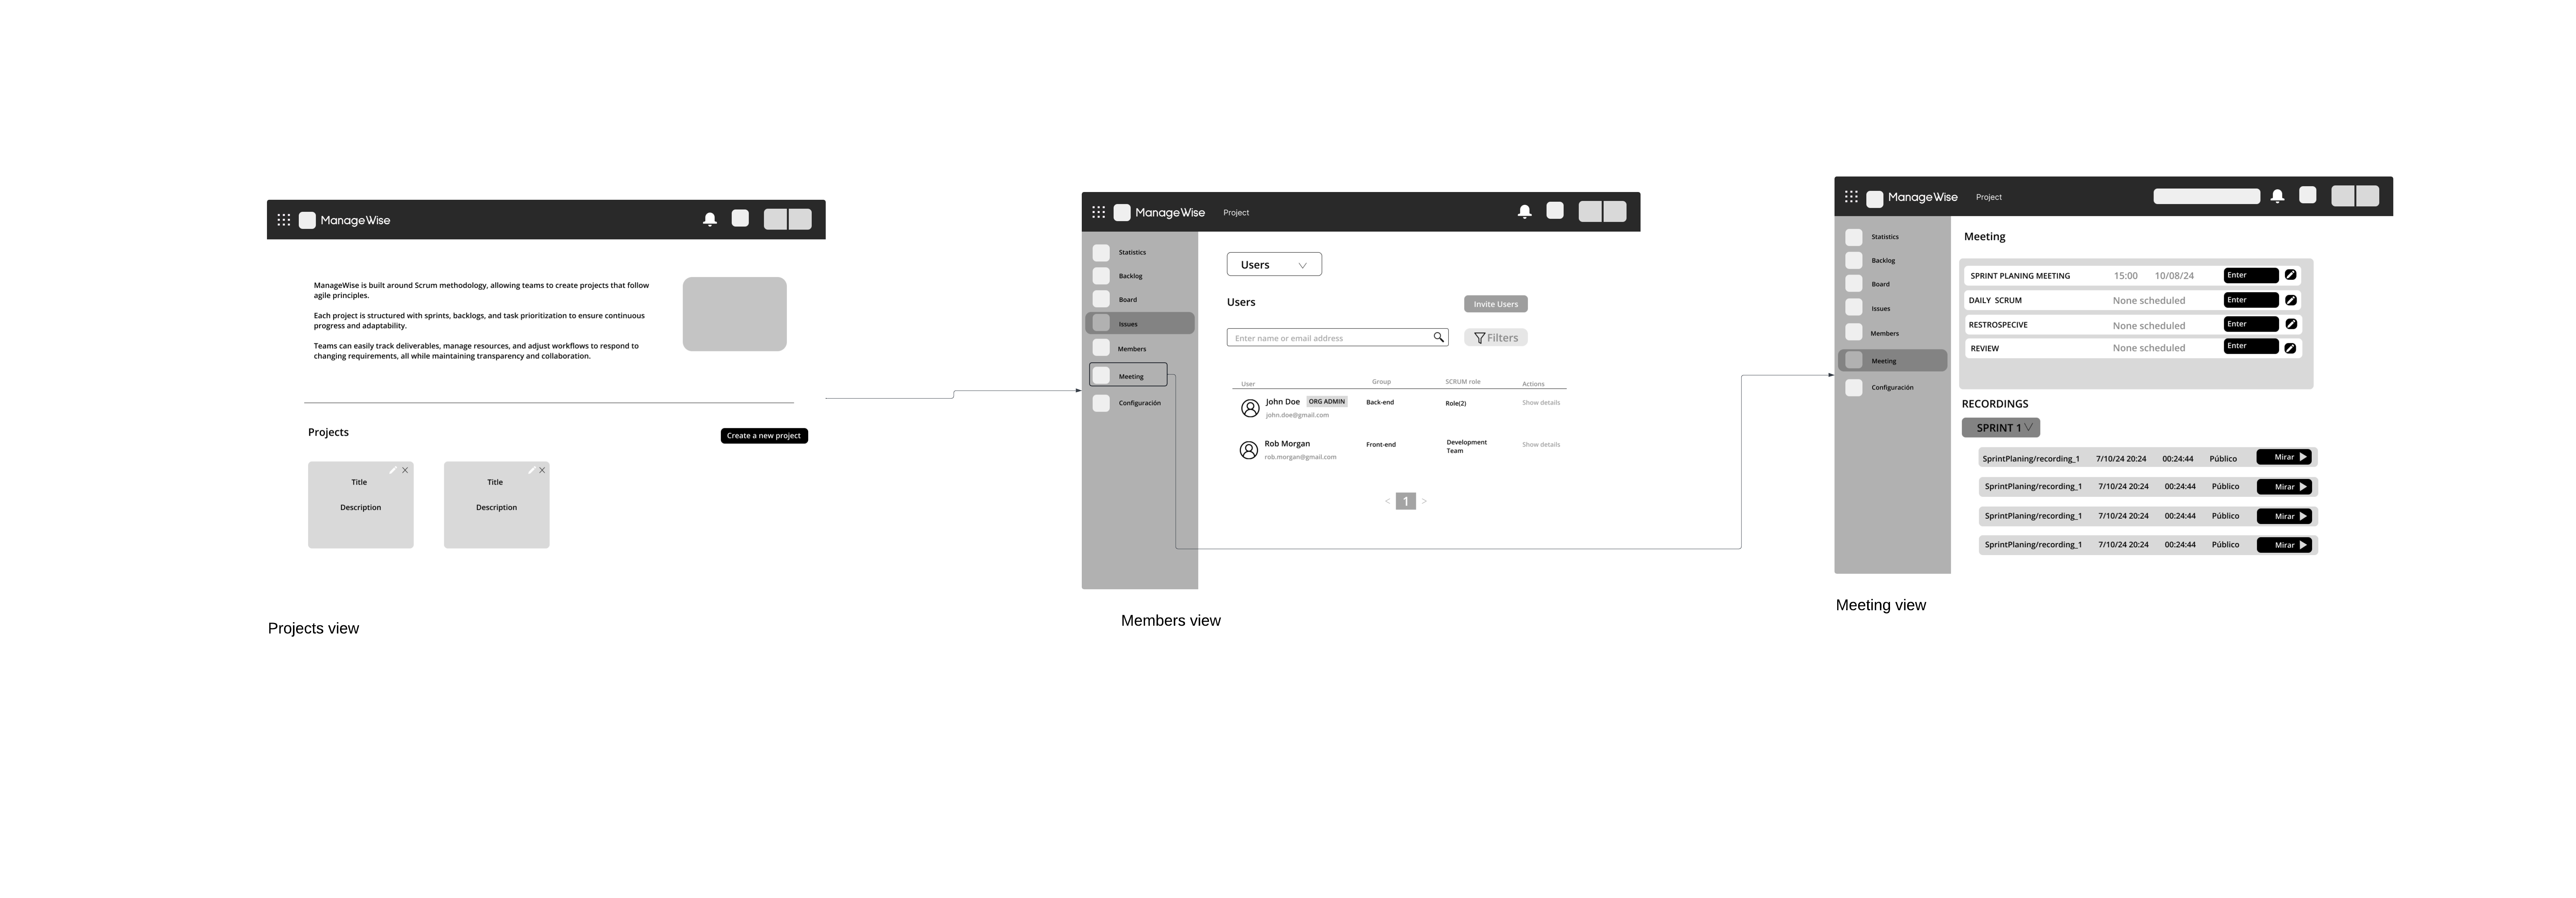 ManageWise
ManageWise is built around Scrum methodology, allowing teams to create projects that follow
agile principles.
Each project is structured with sprints, backlogs, and task prioritization to ensure continuous
progress and adaptability.
Teams can easily track deliverables, manage resources, and adjust workflows to respond to
changing requirements, all while maintaining transparency and collaboration.
Projects
Create a new project
Title
Description
Title
Description
Projects view
ManageWise Project
Statistics
Backlog
Board
Issues
Members
Meeting
Configuración
Users
Users
Invite Users
Enter name or email address
Filters
User Group SCRUM role Actions
John Doe ORG ADMIN Back-end Role(2) Show details
john.doe@gmail.com
Rob Morgan Front-end Development Team Show details
rob.morgan@gmail.com
< 1 >
Members view
ManageWise Project
Statistics
Backlog
Board
Issues
Members
Meeting
Configuración
Meeting
SPRINT PLANING MEETING 15:00 10/08/24 Enter
DAILY SCRUM None scheduled Enter
RESTROSPECIVE None scheduled Enter
REVIEW None scheduled Enter
RECORDINGS
SPRINT 1
SprintPlaning/recording_1 7/10/24 20:24 00:24:44 Público Mirar
SprintPlaning/recording_1 7/10/24 20:24 00:24:44 Público Mirar
SprintPlaning/recording_1 7/10/24 20:24 00:24:44 Público Mirar
SprintPlaning/recording_1 7/10/24 20:24 00:24:44 Público Mirar
Meeting view